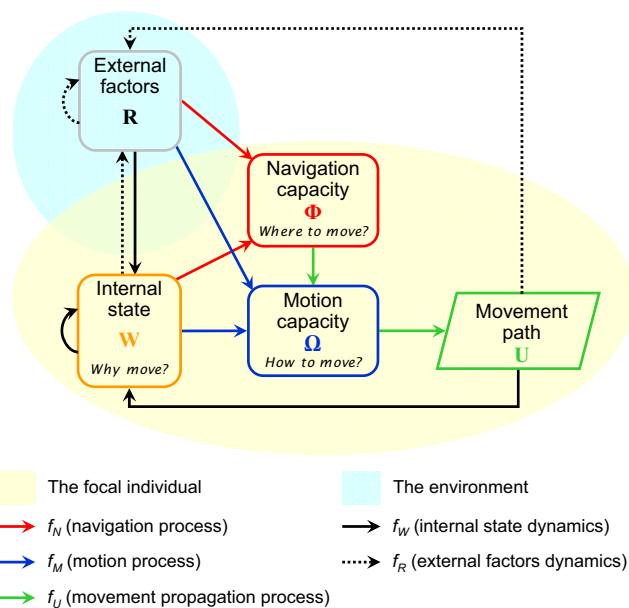 External
factors
R
Navigation
capacity
Φ
Where to move?
Internal
state
W
Why move?
Motion
capacity
Ω
How to move?
Movement
path
U
The focal individual
The environment
f_N (navigation process)
f_W (internal state dynamics)
f_M (motion process)
f_R (external factors dynamics)
f_U (movement propagation process)